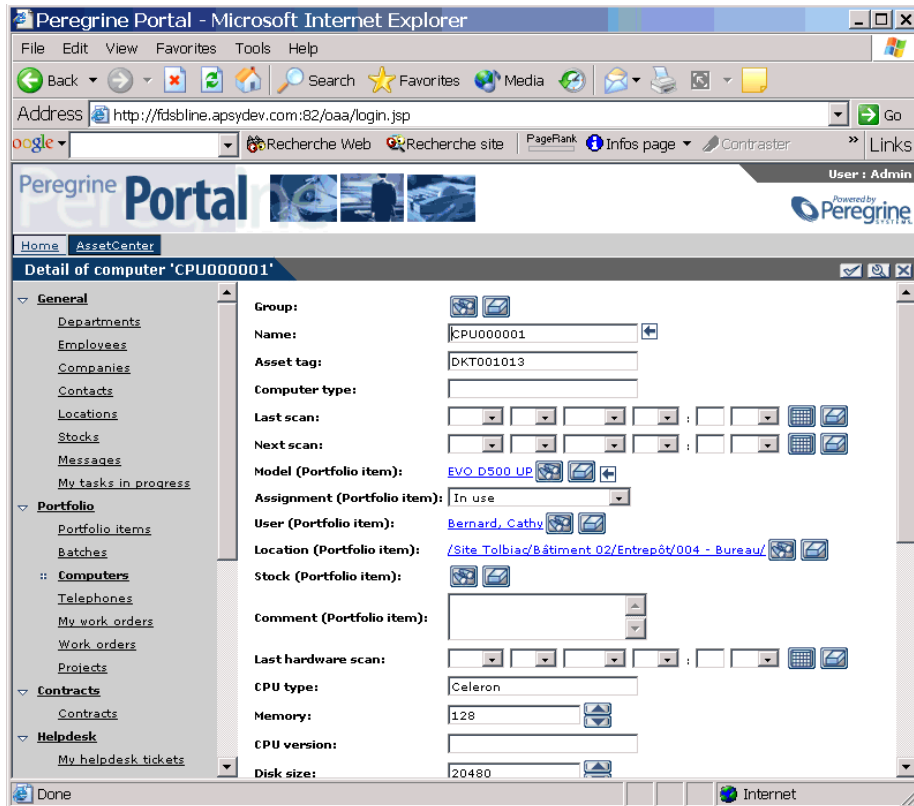 Peregrine Portal - Microsoft Internet Explorer
File Edit View Favorites Tools Help
Back Search Favorites Media
Address http://fdsbline.apsydev.com:82/oaa/login.jsp Go
oogle Recherche Web Recherche site PageRank Infos page Contraster » Links
User : Admin
Peregrine Portal
Powered by
Peregrine
SYSTEMS
Home AssetCenter
Detail of computer 'CPU000001'
General
Departments
Employees
Companies
Contacts
Locations
Stocks
Messages
My tasks in progress
Portfolio
Portfolio items
Batches
Computers
Telephones
My work orders
Work orders
Projects
Contracts
Contracts
Helpdesk
My helpdesk tickets
Group:
Name: CPU000001
Asset tag: DKT001013
Computer type:
Last scan: :
Next scan: :
Model (Portfolio item): EVO D500 UP
Assignment (Portfolio item): In use
User (Portfolio item): Bernard, Cathy
Location (Portfolio item): /Site Tolbiac/Bâtiment 02/Entrepôt/004 - Bureau/
Stock (Portfolio item):
Comment (Portfolio item):
Last hardware scan: :
CPU type: Celeron
Memory: 128
CPU version:
Disk size: 20480
Done Internet